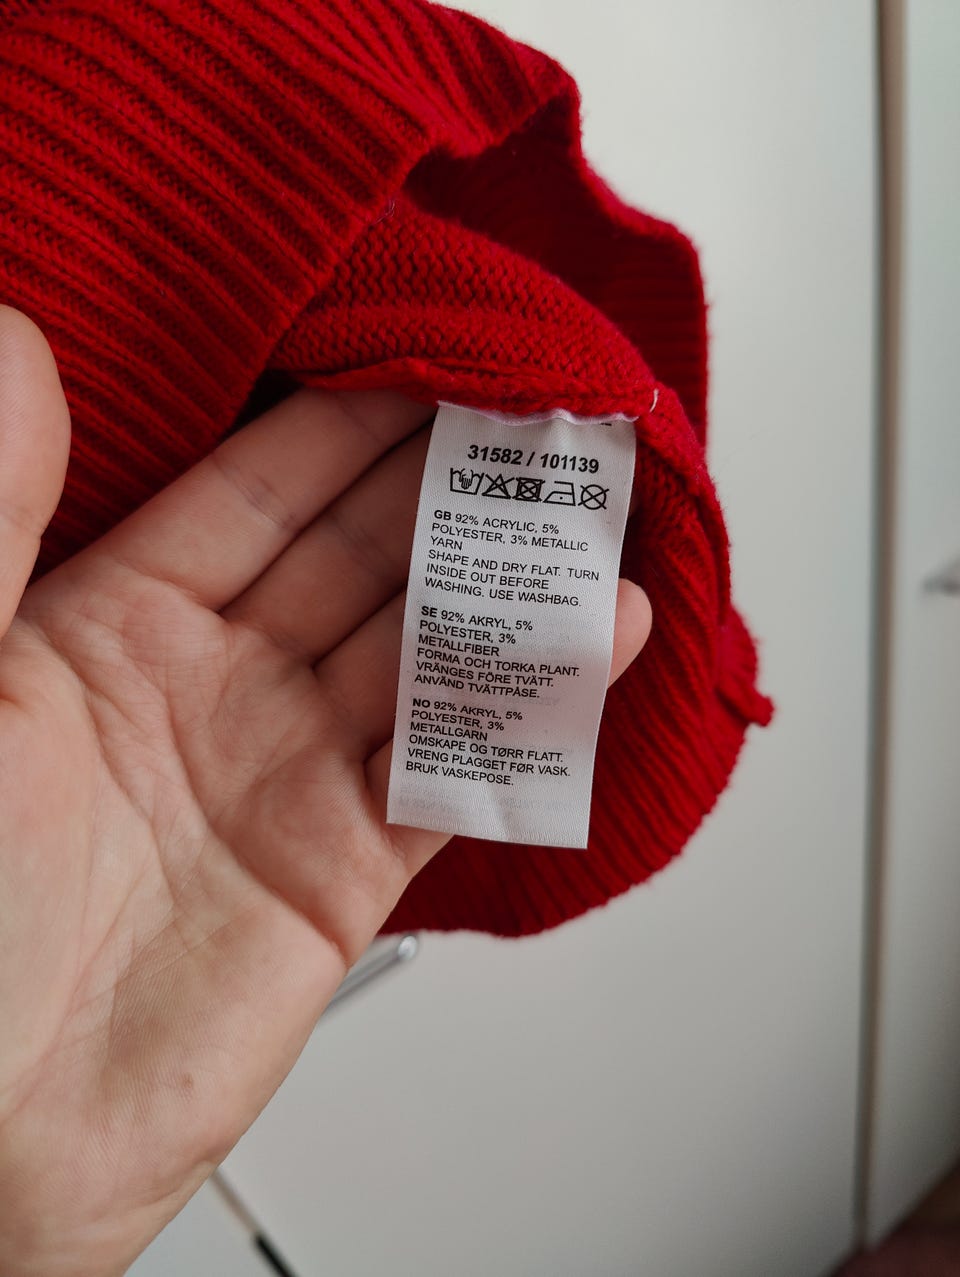 31582 / 101139
GB 92% ACRYLIC, 5%
POLYESTER, 3% METALLIC
YARN
SHAPE AND DRY FLAT. TURN
INSIDE OUT BEFORE
WASHING. USE WASHBAG.
SE 92% AKRYL, 5%
POLYESTER, 3%
METALLFIBER
FORMA OCH TORKA PLANT.
VRÄNGES FÖRE TVÄTT.
ANVÄND TVÄTTPÅSE.
NO 92% AKRYL, 5%
POLYESTER, 3%
METALLGARN
OMSKAPE OG TØRR FLATT.
VRENG PLAGGET FØR VASK.
BRUK VASKEPOSE.